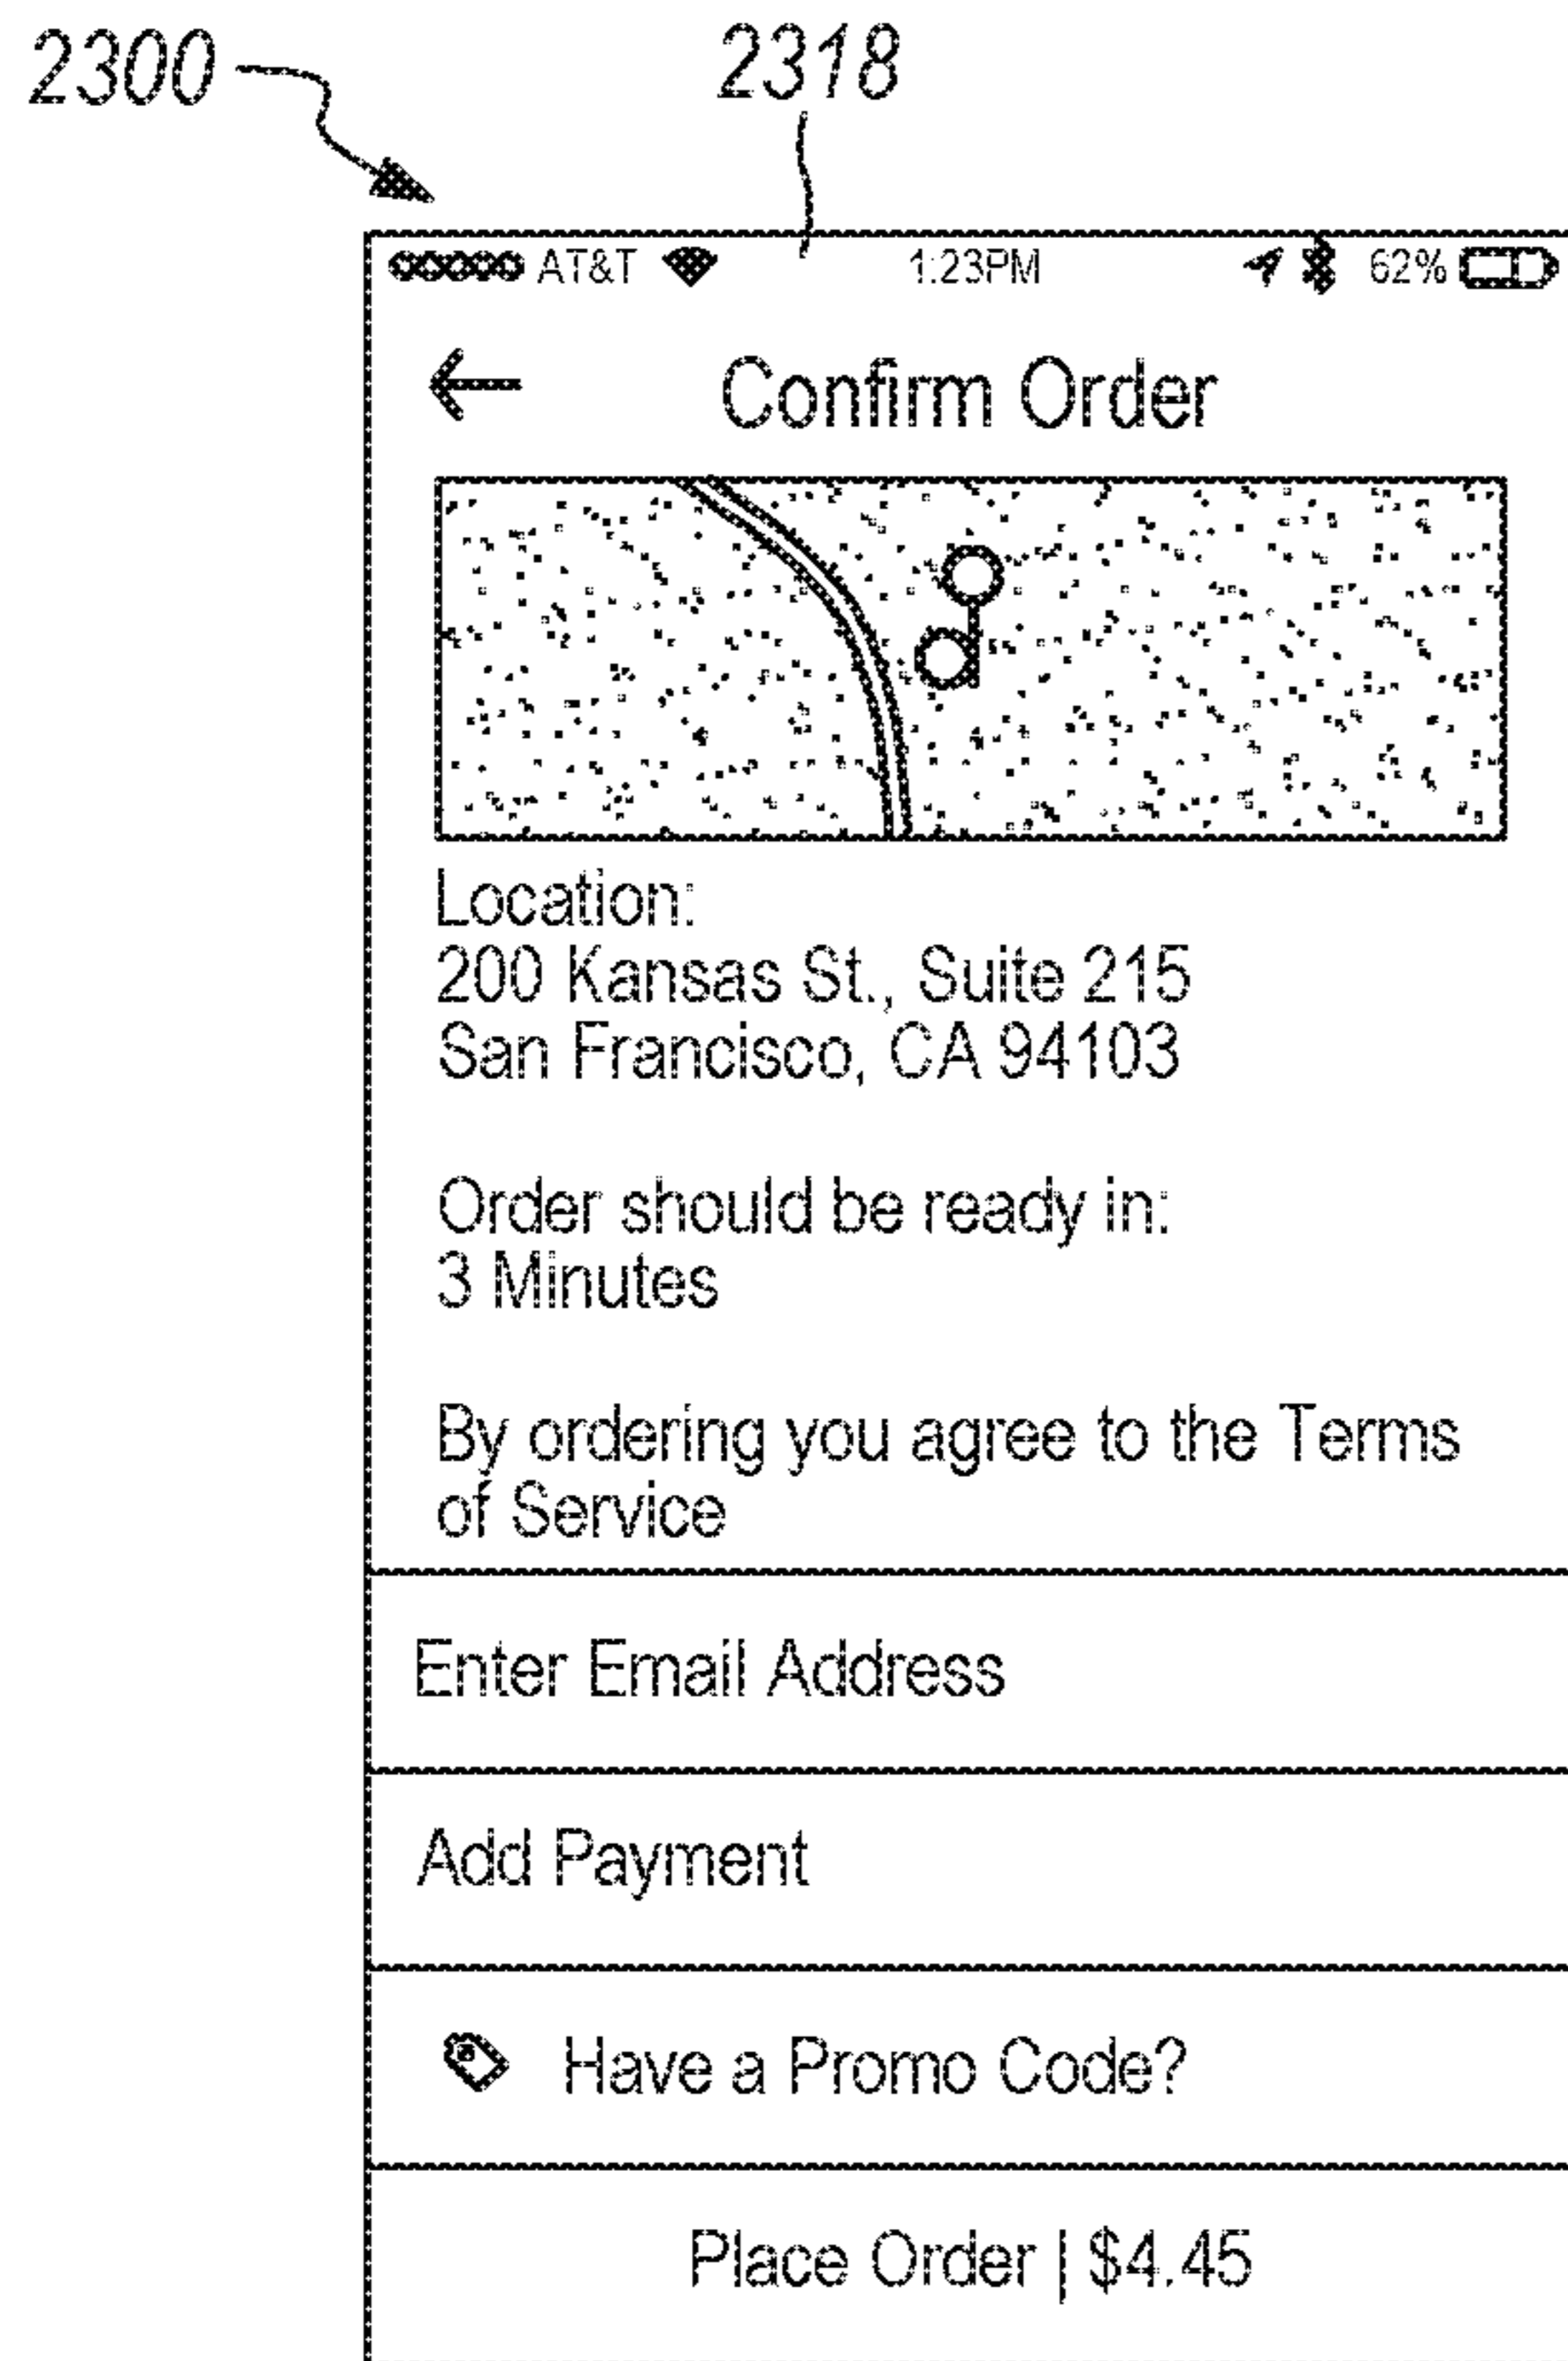 2300
2318
AT&T 1:23PM 62%
Confirm Order
Location:
200 Kansas St., Suite 215
San Francisco, CA 94103
Order should be ready in:
3 Minutes
By ordering you agree to the Terms
of Service
Enter Email Address
Add Payment
Have a Promo Code?
Place Order | $4.45